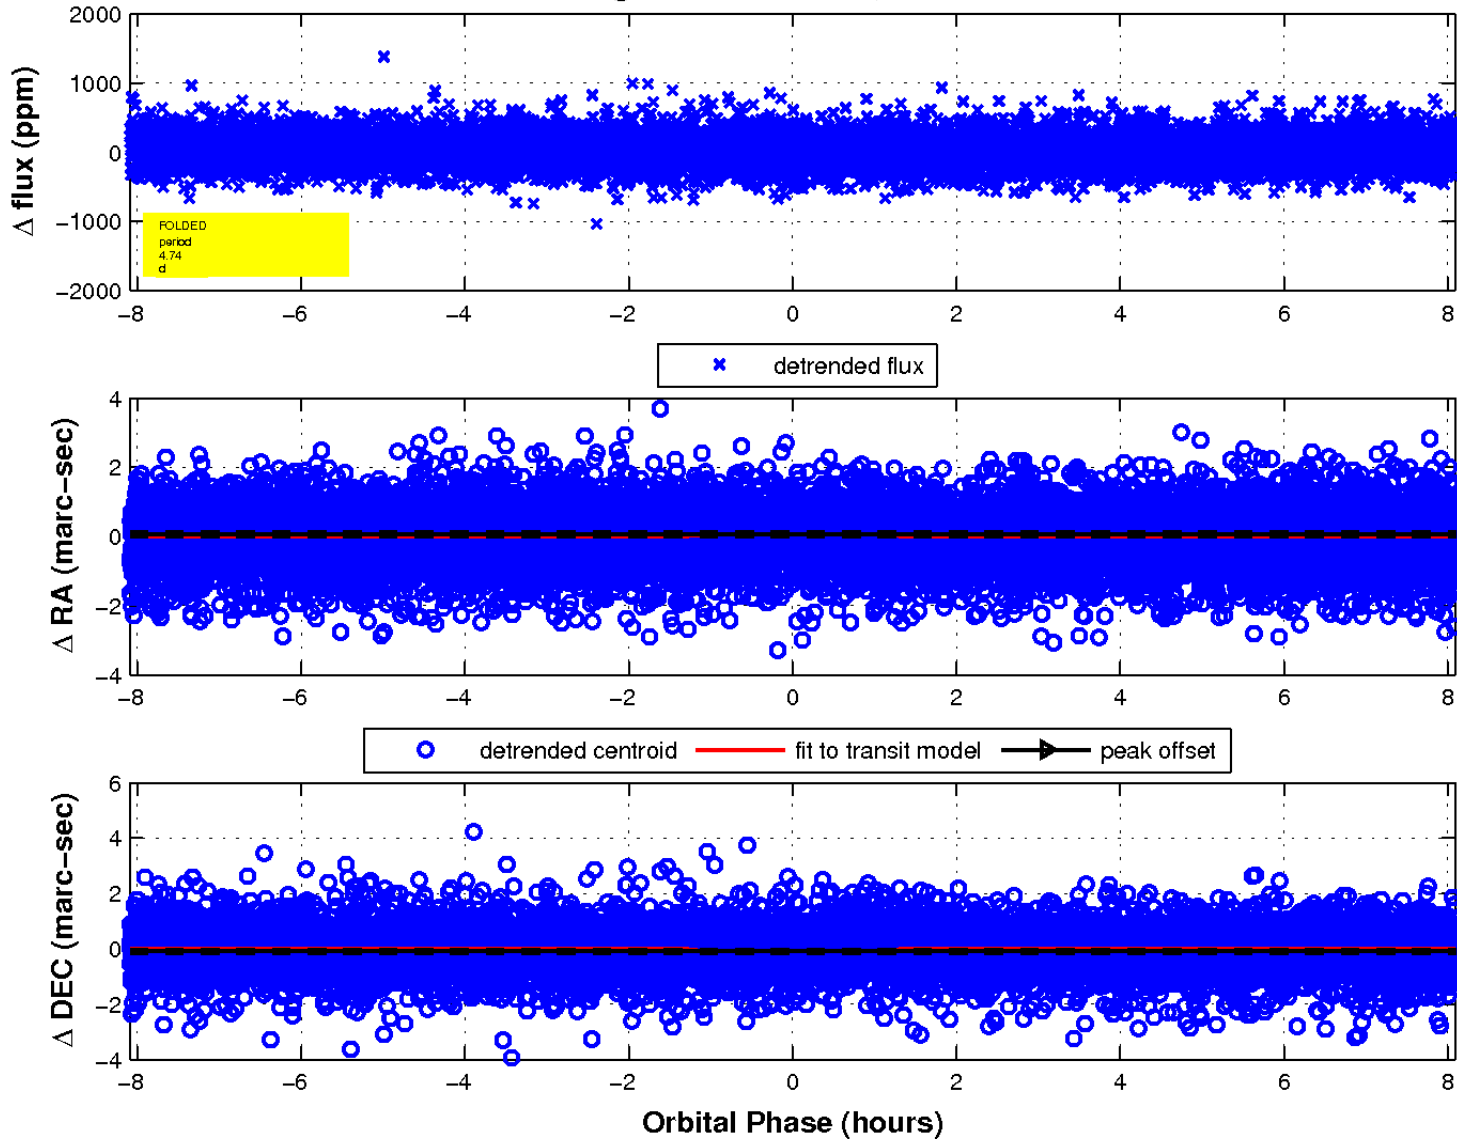 2000
1000
0
−1000
−2000
Δ flux (ppm)
FOLDED
period
4.74
d
−8 −6 −4 −2 0 2 4 6 8
detrended flux
4
2
0
−2
−4
Δ RA (marc−sec)
−8 −6 −4 −2 0 2 4 6 8
detrended centroid fit to transit model peak offset
6
4
2
0
−2
−4
Δ DEC (marc−sec)
−8 −6 −4 −2 0 2 4 6 8
Orbital Phase (hours)